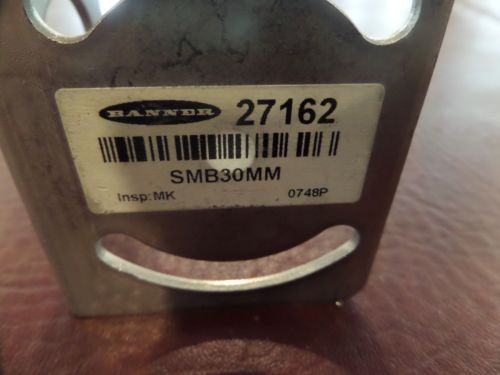 BANNER 27162
SMB30MM
Insp:MK 0748P